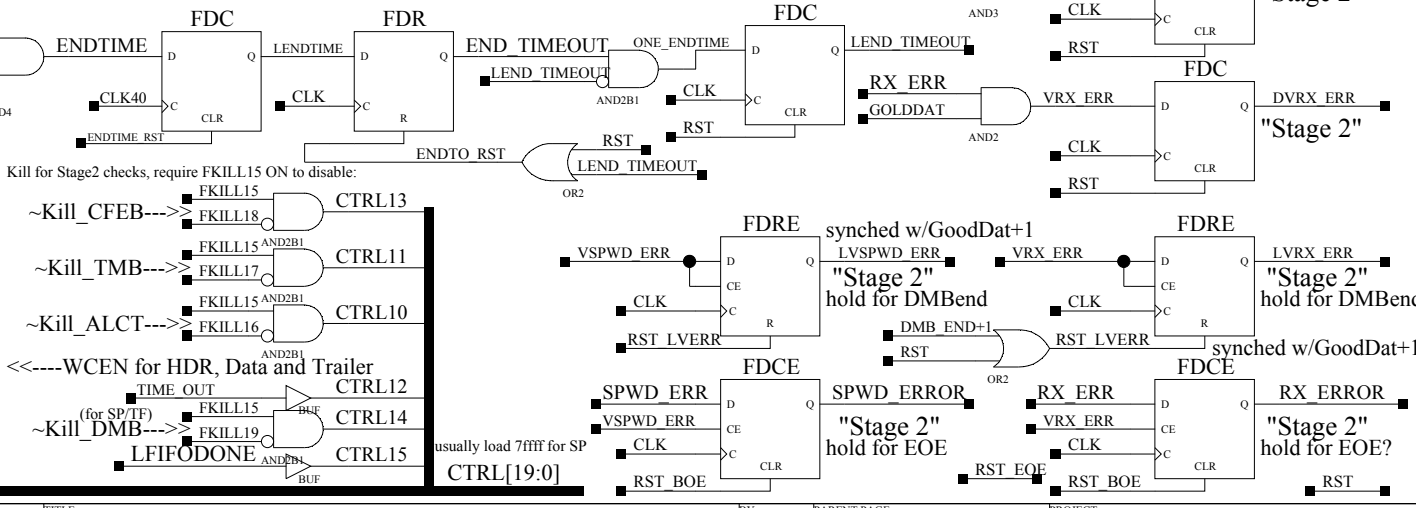 "Stage 2"
FDC
FDR
FDC
AND3
CLK
C
CLR
RST
ENDTIME
D
Q
LENDTIME
D
Q
END_TIMEOUT
ONE_ENDTIME
D
Q
LEND_TIMEOUT
LEND_TIMEOUT
AND2B1
CLK40
C
CLR
CLK
C
R
CLK
C
CLR
RST
ENDTIME_RST
D4
RX_ERR
GOLDDAT
AND2
VRX_ERR
FDC
D
Q
DVRX_ERR
"Stage 2"
CLK
C
CLR
RST
ENDTO_RST
RST
LEND_TIMEOUT
OR2
Kill for Stage2 checks, require FKILL15 ON to disable:
~Kill_CFEB--->>
FKILL15
FKILL18
AND2B1
CTRL13
~Kill_TMB--->>
FKILL15
FKILL17
AND2B1
CTRL11
~Kill_ALCT--->>
FKILL15
FKILL16
AND2B1
CTRL10
<<----WCEN for HDR, Data and Trailer
TIME_OUT
BUF
CTRL12
(for SP/TF)
~Kill_DMB--->>
FKILL15
FKILL19
AND2B1
CTRL14
LFIFODONE
BUF
CTRL15
usually load 7ffff for SP
CTRL[19:0]
FDRE
synched w/GoodDat+1
VSPWD_ERR
D
Q
LVSPWD_ERR
CE
"Stage 2"
hold for DMBend
CLK
C
R
RST_LVERR
FDRE
VRX_ERR
D
Q
LVRX_ERR
CE
"Stage 2"
hold for DMBend
CLK
C
R
DMB_END+1
RST
OR2
RST_LVERR
synched w/GoodDat+1
FDCE
SPWD_ERR
D
Q
SPWD_ERROR
VSPWD_ERR
CE
"Stage 2"
hold for EOE
CLK
C
CLR
RST_BOE
FDCE
RX_ERR
D
Q
RX_ERROR
VRX_ERR
CE
"Stage 2"
hold for EOE?
CLK
C
CLR
RST_EOE
RST_BOE
RST
TITLE
BY
PARENT PAGE
PROJECT